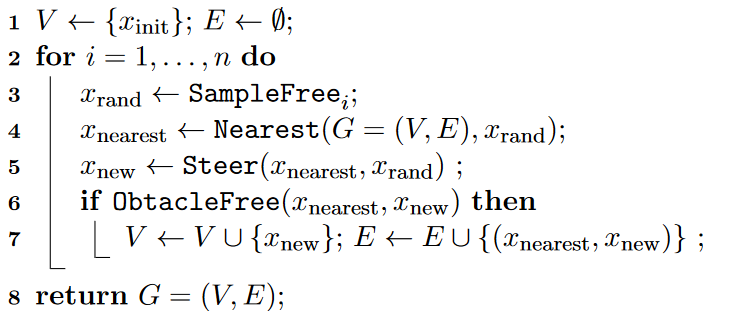 1 V ← {x_init}; E ← ∅;
2 for i = 1, . . . , n do
3 x_rand ← SampleFree_i;
4 x_nearest ← Nearest(G = (V, E), x_rand);
5 x_new ← Steer(x_nearest, x_rand) ;
6 if ObtacleFree(x_nearest, x_new) then
7 V ← V ∪ {x_new}; E ← E ∪ {(x_nearest, x_new)} ;
8 return G = (V, E);